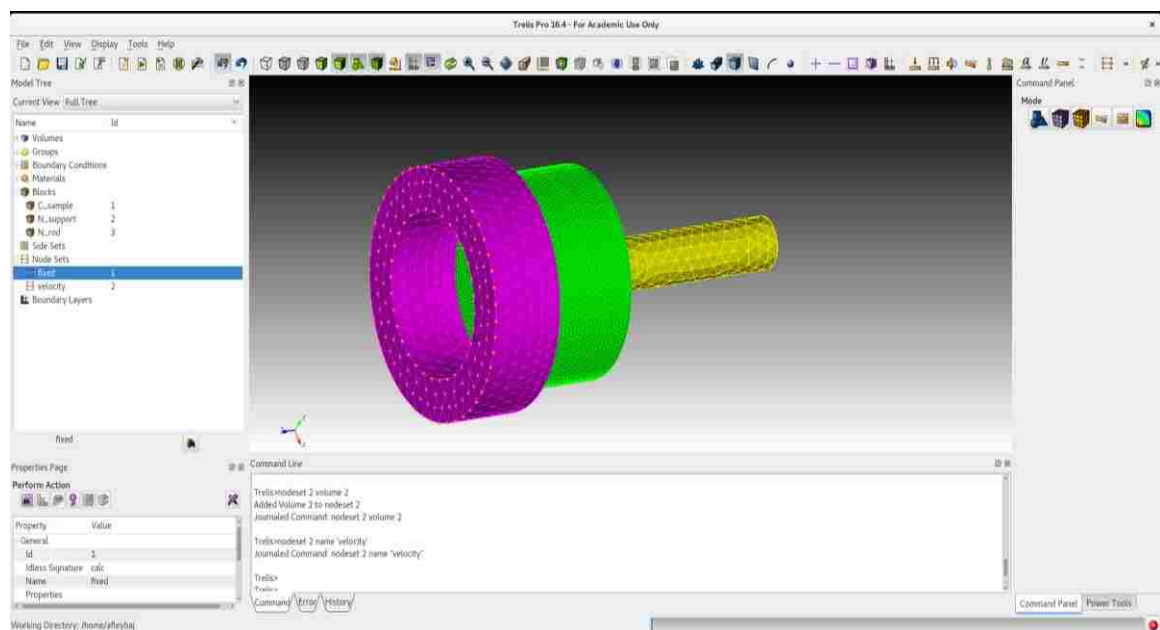 Trelis Pro 16.4 - For Academic Use Only
File Edit View Display Tools Help
Model Tree
Current View Full Tree
Name Id
Volumes
Groups
Boundary Conditions
Materials
Blocks
C_sample 1
N_support 2
N_rod 3
Side Sets
Node Sets
fixed 1
velocity 2
Boundary Layers
fixed
Properties Page
Perform Action
Property Value
General
Id 1
Idless Signature calc
Name fixed
Properties
Command Line
Trelis>nodeset 2 volume 2
Added Volume 2 to nodeset 2
Journaled Command: nodeset 2 volume 2
Trelis>nodeset 2 name 'velocity'
Journaled Command: nodeset 2 name "velocity"
Trelis>
Trelis>
Command Error History
Command Panel
Mode
Command Panel Power Tools
Working Directory: /home/afleybaj